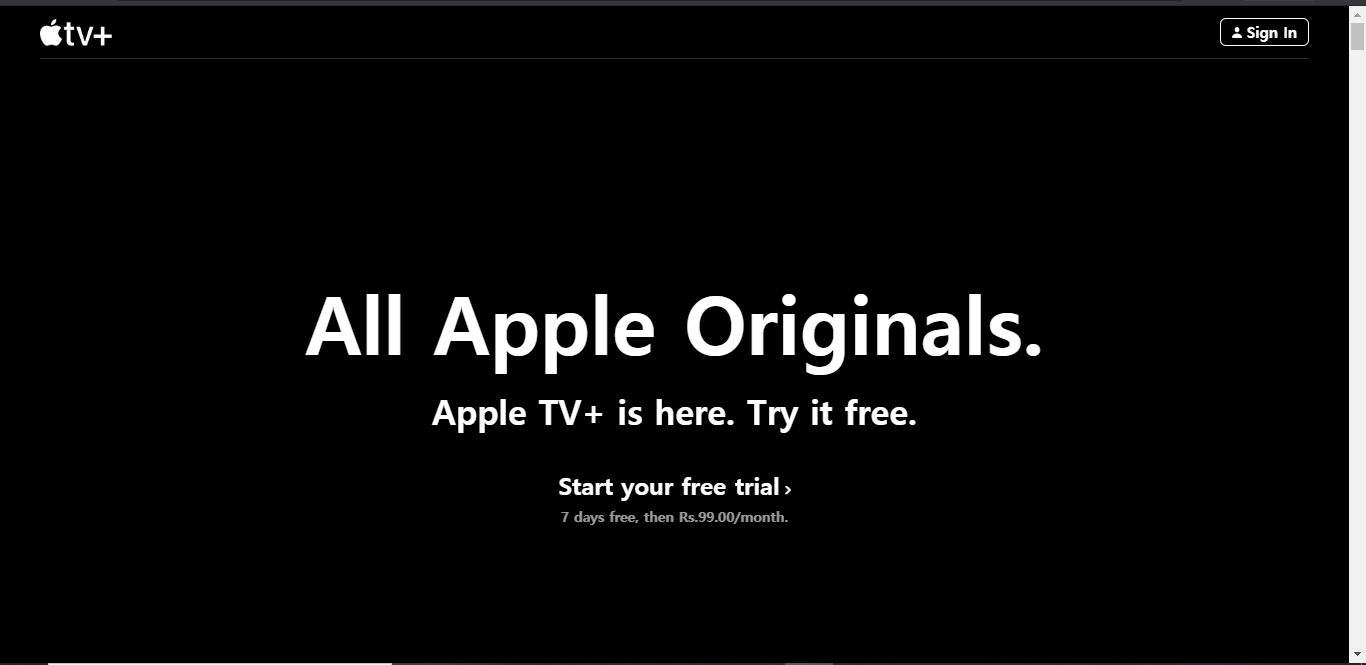 tv+
Sign In
All Apple Originals.
Apple TV+ is here. Try it free.
Start your free trial ›
7 days free, then Rs.99.00/month.